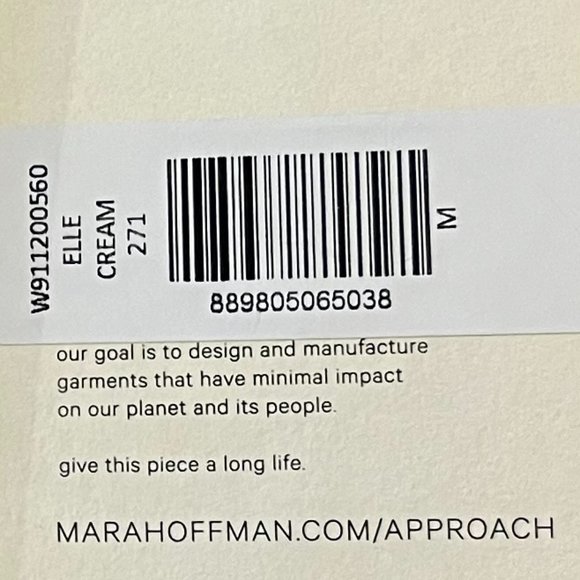 W911200560
ELLE
CREAM
271
M
889805065038
our goal is to design and manufacture
garments that have minimal impact
on our planet and its people.
give this piece a long life.
MARAHOFFMAN.COM/APPROACH